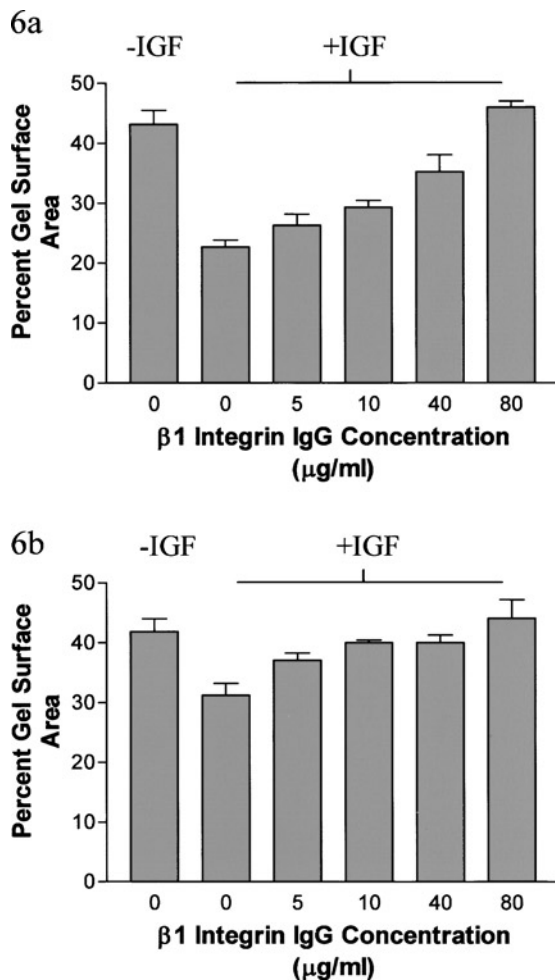 6a
-IGF +IGF
50
40
30
20
10
0
Percent Gel Surface
Area
0 0 5 10 40 80
β1 Integrin IgG Concentration
(μg/ml)
6b
-IGF +IGF
50
40
30
20
10
0
Percent Gel Surface
Area
0 0 5 10 40 80
β1 Integrin IgG Concentration
(μg/ml)